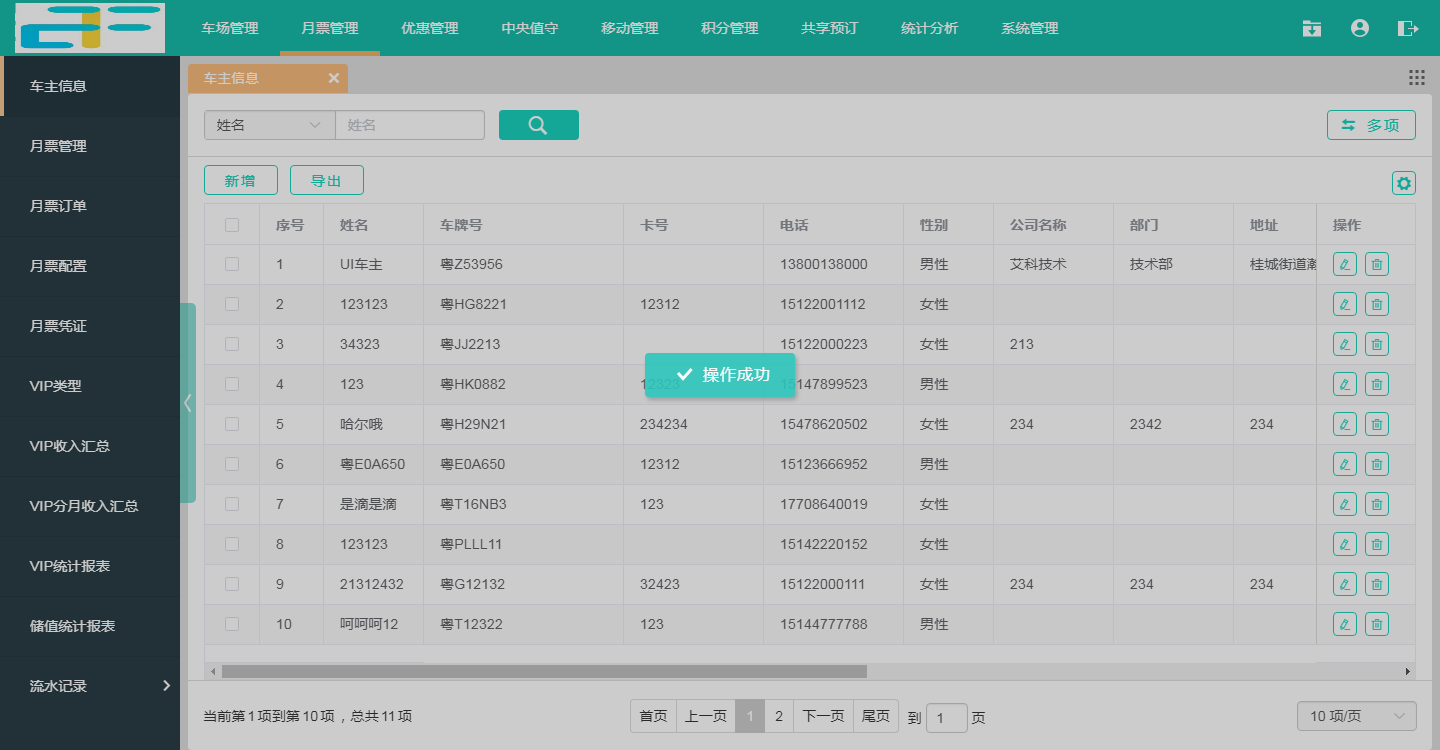 车场管理 月票管理 优惠管理 中央值守 移动管理 积分管理 共享预订 统计分析 系统管理
车主信息
月票管理
月票订单
月票配置
月票凭证
VIP类型
VIP收入汇总
VIP分月收入汇总
VIP统计报表
储值统计报表
流水记录
车主信息
姓名 姓名 多项
新增 导出
序号 姓名 车牌号 卡号 电话 性别 公司名称 部门 地址 操作
1 UI车主 粤Z53956 13800138000 男性 艾科技术 技术部 桂城街道瀚
2 123123 粤HG8221 12312 15122001112 女性
3 34323 粤JJ2213 15122000223 女性 213
4 123 粤HK0882 12323 15147899523 男性
操作成功
5 哈尔哦 粤H29N21 234234 15478620502 女性 234 2342 234
6 粤E0A650 粤E0A650 12312 15123666952 男性
7 是滴是滴 粤T16NB3 123 17708640019 女性
8 123123 粤PLLL11 15142220152 女性
9 21312432 粤G12132 32423 15122000111 女性 234 234 234
10 呵呵呵12 粤T12322 123 15144777788 男性
当前第1项到第10项，总共11项 首页 上一页 1 2 下一页 尾页 到 1 页 10 项/页